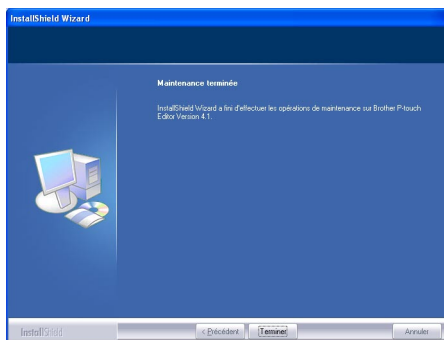 InstallShield Wizard
Maintenance terminée
InstallShield Wizard a fini d'effectuer les opérations de maintenance sur Brother P-touch
Editor Version 4.1.
InstallShield
< Précédent
Terminer
Annuler